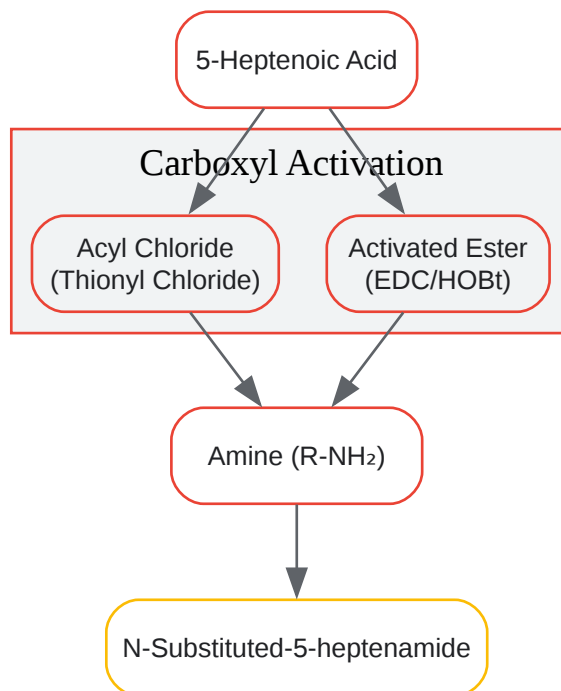 5-Heptenoic Acid
Carboxyl Activation
Acyl Chloride
(Thionyl Chloride)
Activated Ester
(EDC/HOBt)
Amine (R-NH₂)
N-Substituted-5-heptenamide